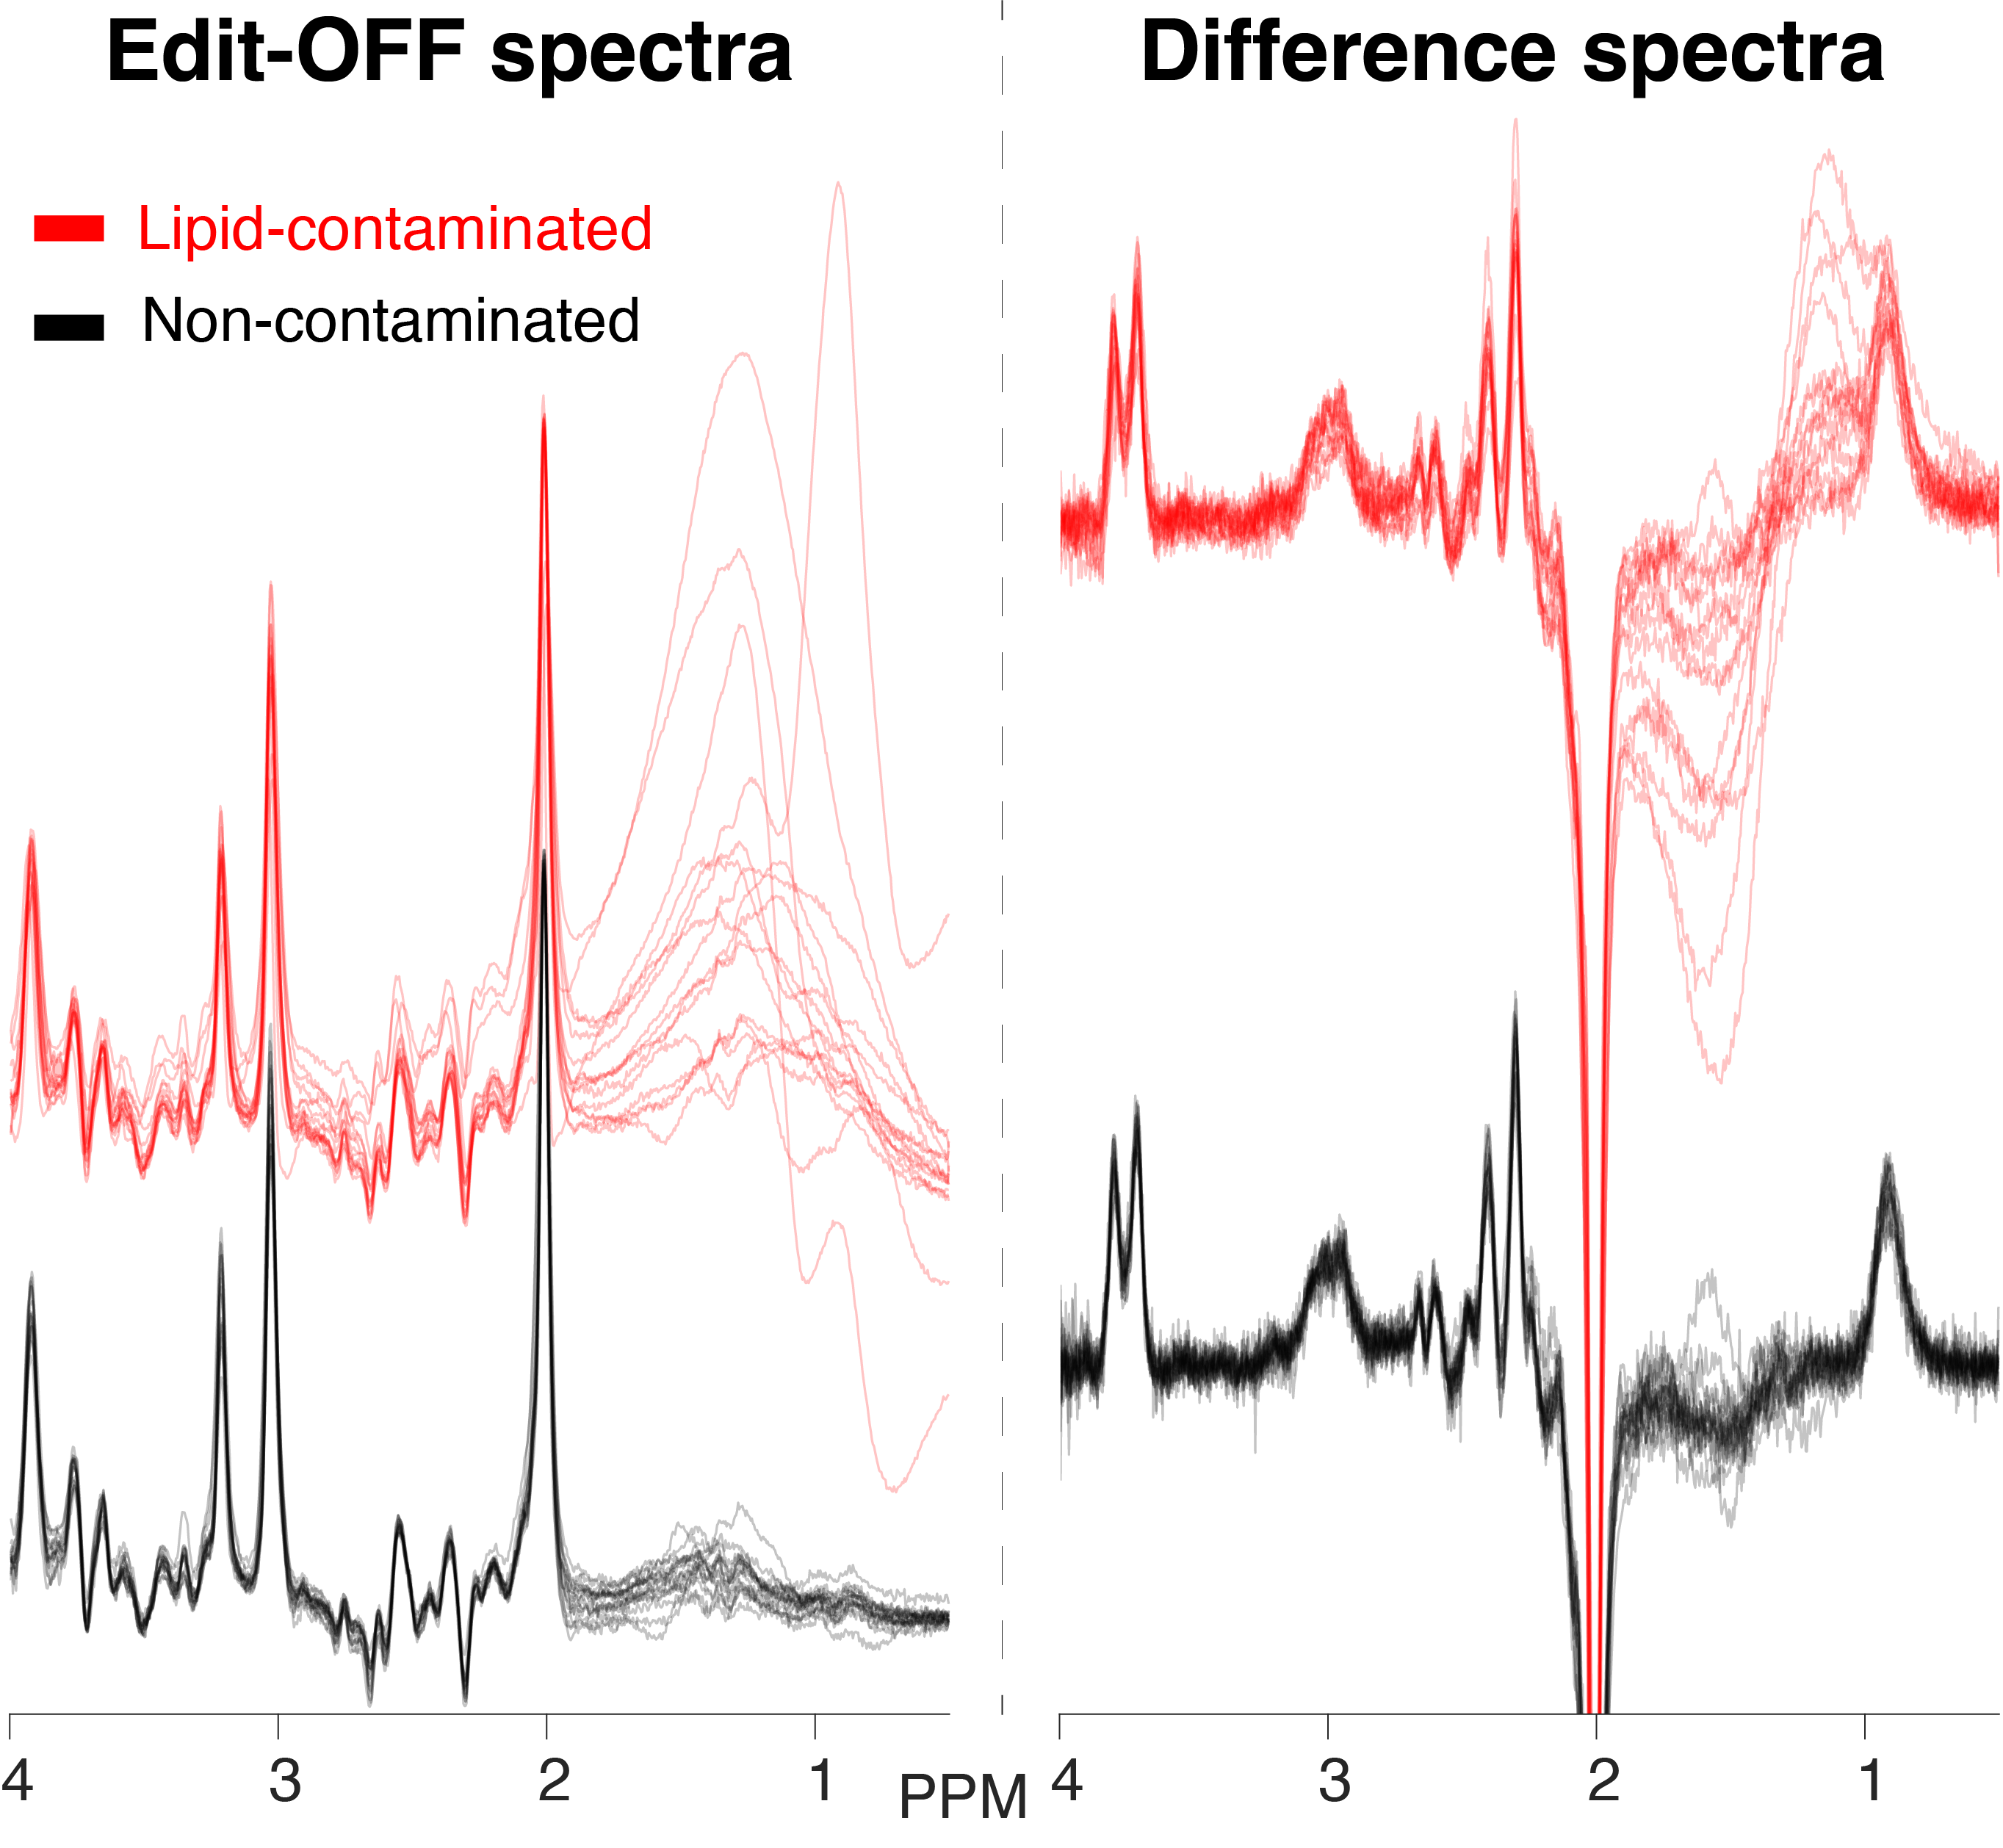 Edit-OFF spectra
Difference spectra
Lipid-contaminated
Non-contaminated
4 3 2 1 PPM 4 3 2 1